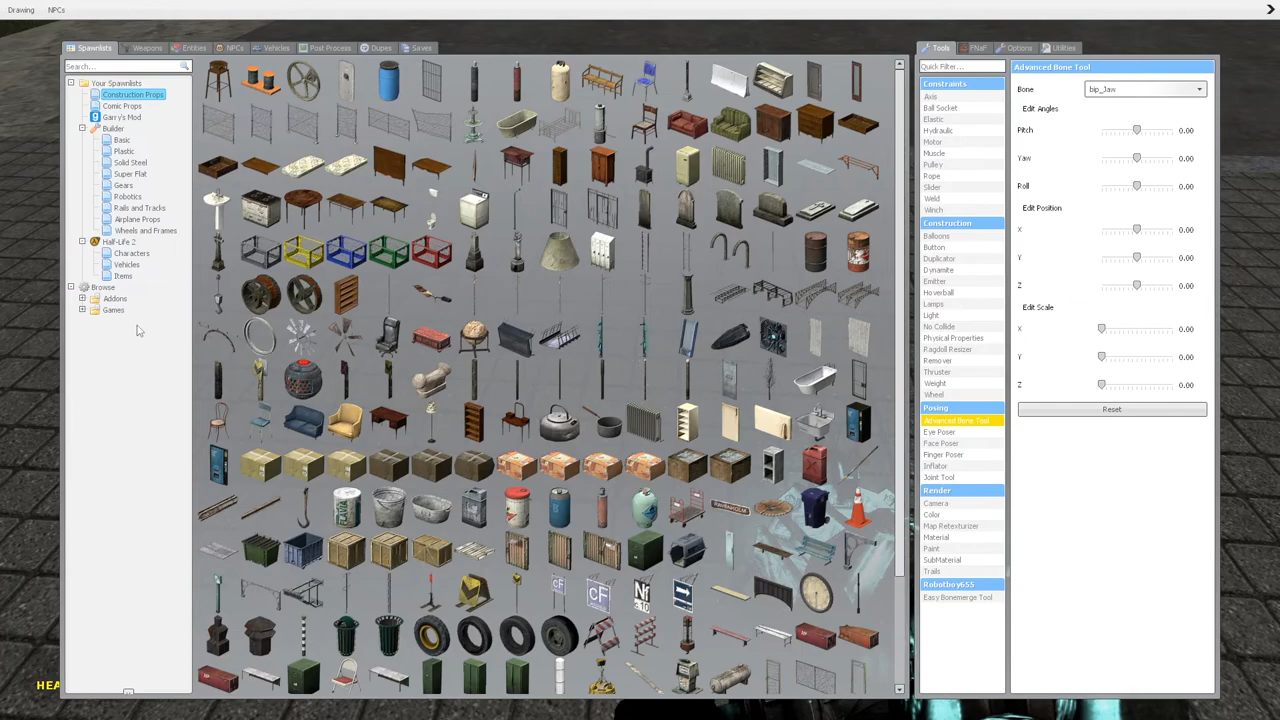 Drawing NPCs
Spawnlists Weapons Entities NPCs Vehicles Post Process Dupes Saves
Search...
Your Spawnlists
Construction Props
Comic Props
Garry's Mod
Builder
Basic
Plastic
Solid Steel
Super Flat
Gears
Robotics
Rails and Tracks
Airplane Props
Wheels and Frames
Half-Life 2
Characters
Vehicles
Items
Browse
Addons
Games
RAVENHOLM
CF
CF
HEA
Tools FNaF Options Utilities
Quick Filter...
Constraints
Axis
Ball Socket
Elastic
Hydraulic
Motor
Muscle
Pulley
Rope
Slider
Weld
Winch
Construction
Balloons
Button
Duplicator
Dynamite
Emitter
Hoverball
Lamps
Light
No Collide
Physical Properties
Ragdoll Resizer
Remover
Thruster
Weight
Wheel
Posing
Advanced Bone Tool
Eye Poser
Face Poser
Finger Poser
Inflator
Joint Tool
Render
Camera
Color
Map Retexturizer
Material
Paint
SubMaterial
Trails
Robotboy655
Easy Bonemerge Tool
Advanced Bone Tool
Bone bip_Jaw
Edit Angles
Pitch 0.00
Yaw 0.00
Roll 0.00
Edit Position
X 0.00
Y 0.00
Z 0.00
Edit Scale
X 0.00
Y 0.00
Z 0.00
Reset